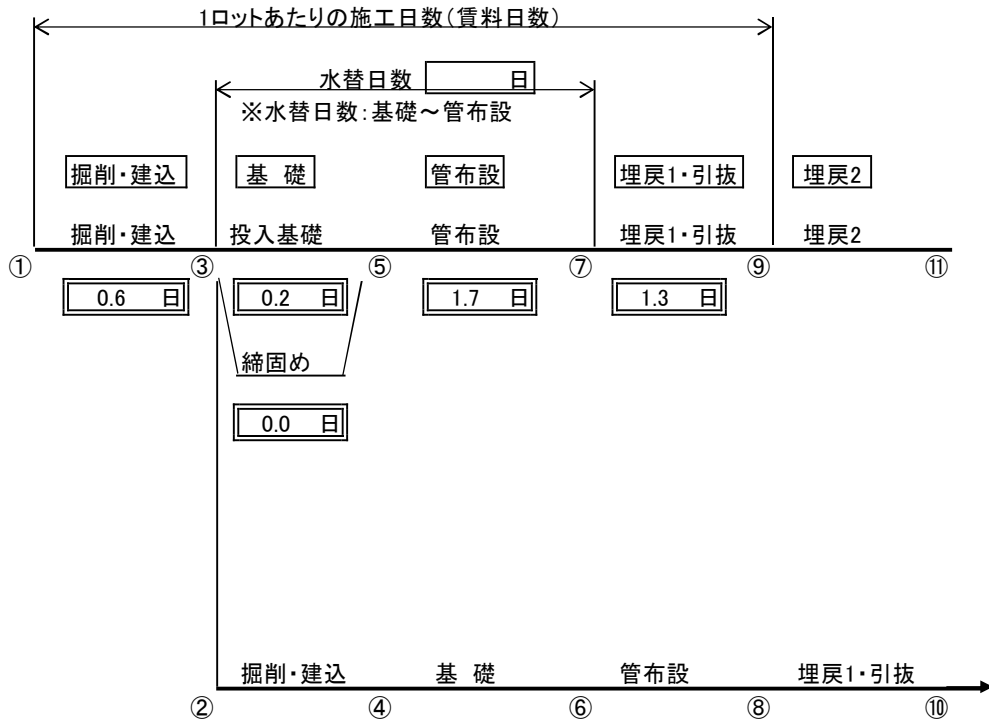 1ロットあたりの施工日数(賃料日数)
水替日数 日
※水替日数:基礎～管布設
掘削・建込 基 礎 管布設 埋戻1・引抜 埋戻2
掘削・建込 投入基礎 管布設 埋戻1・引抜 埋戻2
① ③ ⑤ ⑦ ⑨ ⑪
0.6 日 0.2 日 1.7 日 1.3 日
締固め
0.0 日
掘削・建込 基 礎 管布設 埋戻1・引抜
② ④ ⑥ ⑧ ⑩